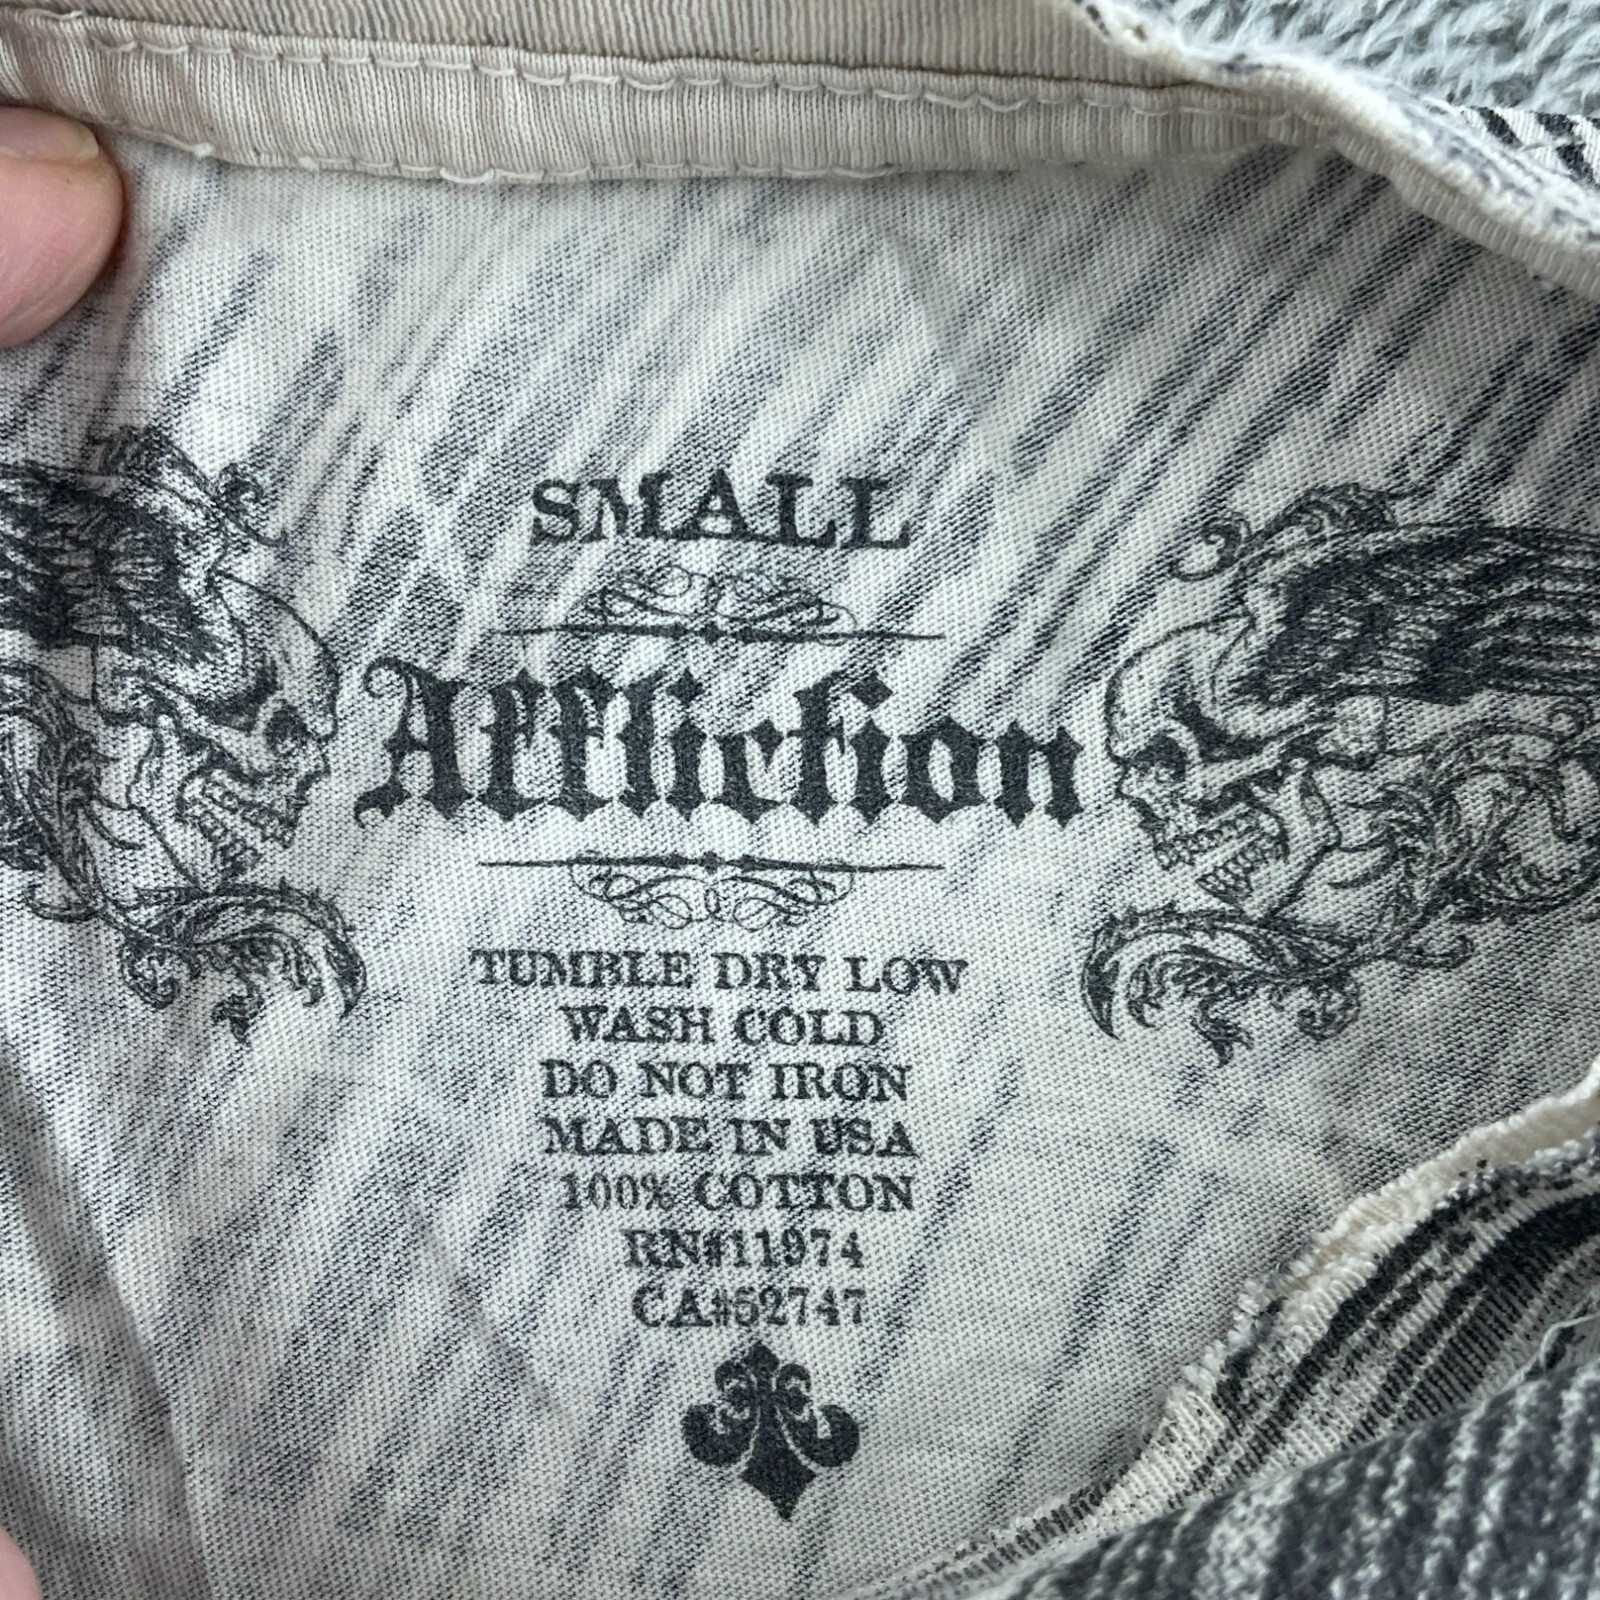 SMALL
Affliction
TUMBLE DRY LOW
WASH COLD
DO NOT IRON
MADE IN USA
100% COTTON
RN#11974
CA#52747